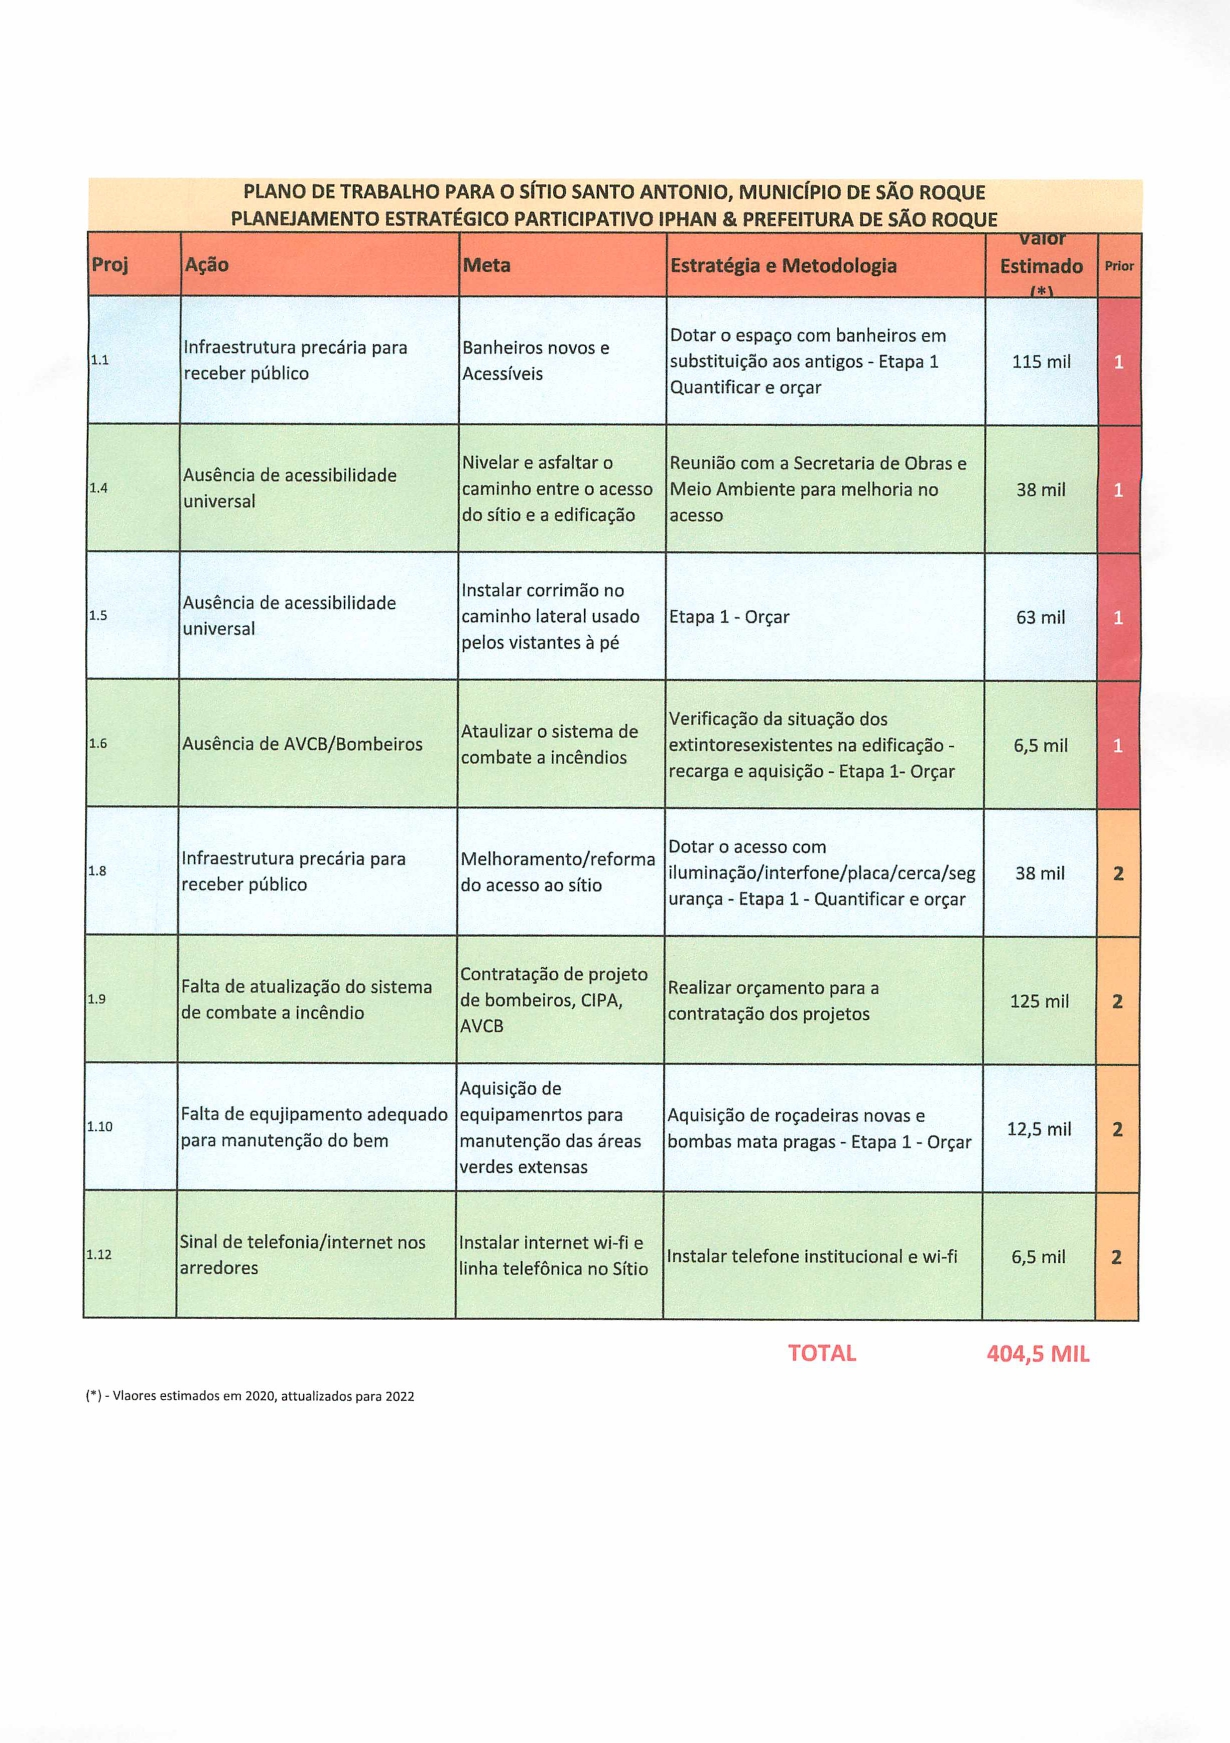 PLANO DE TRABALHO PARA O SÍTIO SANTO ANTONIO, MUNICÍPIO DE SÃO ROQUE
PLANEJAMENTO ESTRATÉGICO PARTICIPATIVO IPHAN & PREFEITURA DE SÃO ROQUE
Proj
Ação
Meta
Estratégia e Metodologia
Valor
Estimado
(*)
Prior
1.1
Infraestrutura precária para
receber público
Banheiros novos e
Acessíveis
Dotar o espaço com banheiros em
substituição aos antigos - Etapa 1
Quantificar e orçar
115 mil
1
1.4
Ausência de acessibilidade
universal
Nivelar e asfaltar o
caminho entre o acesso
do sítio e a edificação
Reunião com a Secretaria de Obras e
Meio Ambiente para melhoria no
acesso
38 mil
1
1.5
Ausência de acessibilidade
universal
Instalar corrimão no
caminho lateral usado
pelos vistantes à pé
Etapa 1 - Orçar
63 mil
1
1.6
Ausência de AVCB/Bombeiros
Ataulizar o sistema de
combate a incêndios
Verificação da situação dos
extintoresexistentes na edificação -
recarga e aquisição - Etapa 1- Orçar
6,5 mil
1
1.8
Infraestrutura precária para
receber público
Melhoramento/reforma
do acesso ao sítio
Dotar o acesso com
iluminação/interfone/placa/cerca/seg
urança - Etapa 1 - Quantificar e orçar
38 mil
2
1.9
Falta de atualização do sistema
de combate a incêndio
Contratação de projeto
de bombeiros, CIPA,
AVCB
Realizar orçamento para a
contratação dos projetos
125 mil
2
1.10
Falta de equjipamento adequado
para manutenção do bem
Aquisição de
equipamenrtos para
manutenção das áreas
verdes extensas
Aquisição de roçadeiras novas e
bombas mata pragas - Etapa 1 - Orçar
12,5 mil
2
1.12
Sinal de telefonia/internet nos
arredores
Instalar internet wi-fi e
linha telefônica no Sítio
Instalar telefone institucional e wi-fi
6,5 mil
2
TOTAL
404,5 MIL
(*) - Vlaores estimados em 2020, attualizados para 2022